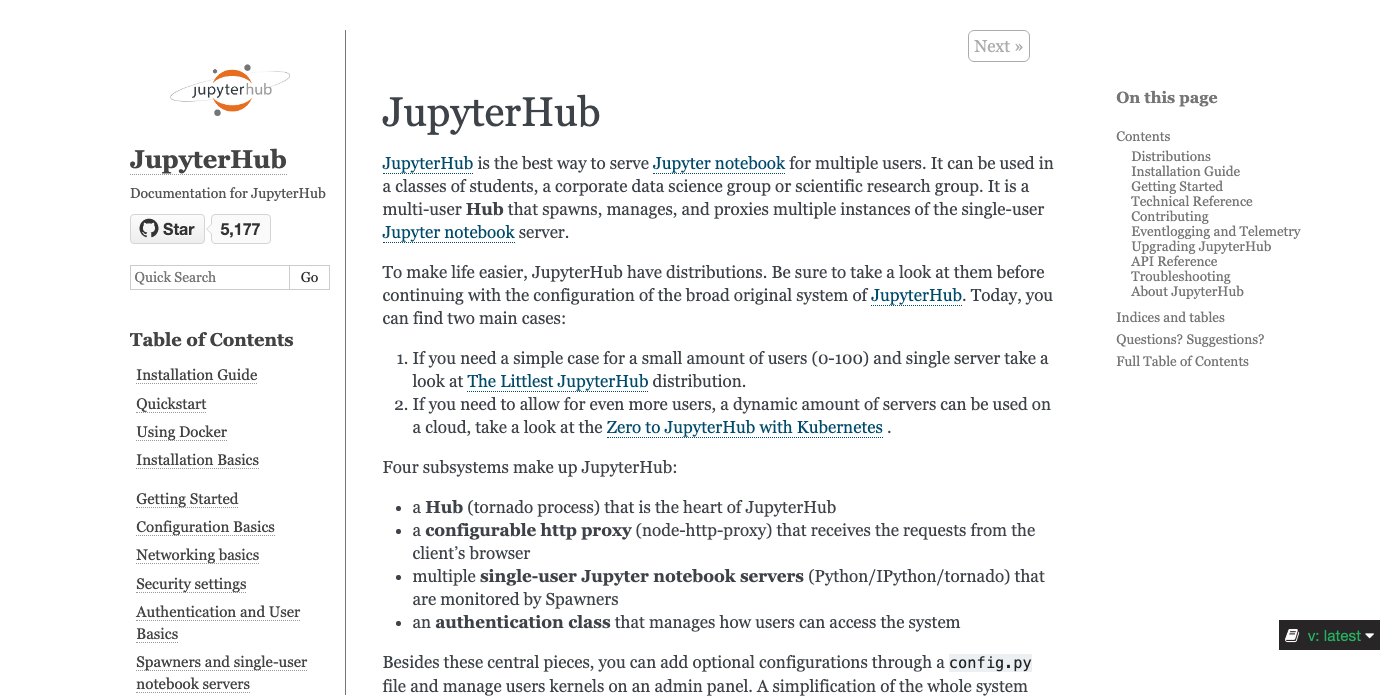 jupyterhub
JupyterHub
Documentation for JupyterHub
Star
5,177
Quick Search
Go
Table of Contents
Installation Guide
Quickstart
Using Docker
Installation Basics
Getting Started
Configuration Basics
Networking basics
Security settings
Authentication and User
Basics
Spawners and single-user
notebook servers
Next »
JupyterHub
JupyterHub is the best way to serve Jupyter notebook for multiple users. It can be used in
a classes of students, a corporate data science group or scientific research group. It is a
multi-user Hub that spawns, manages, and proxies multiple instances of the single-user
Jupyter notebook server.
To make life easier, JupyterHub have distributions. Be sure to take a look at them before
continuing with the configuration of the broad original system of JupyterHub. Today, you
can find two main cases:
1. If you need a simple case for a small amount of users (0-100) and single server take a
look at The Littlest JupyterHub distribution.
2. If you need to allow for even more users, a dynamic amount of servers can be used on
a cloud, take a look at the Zero to JupyterHub with Kubernetes .
Four subsystems make up JupyterHub:
• a Hub (tornado process) that is the heart of JupyterHub
• a configurable http proxy (node-http-proxy) that receives the requests from the
client’s browser
• multiple single-user Jupyter notebook servers (Python/IPython/tornado) that
are monitored by Spawners
• an authentication class that manages how users can access the system
Besides these central pieces, you can add optional configurations through a config.py
file and manage users kernels on an admin panel. A simplification of the whole system
On this page
Contents
Distributions
Installation Guide
Getting Started
Technical Reference
Contributing
Eventlogging and Telemetry
Upgrading JupyterHub
API Reference
Troubleshooting
About JupyterHub
Indices and tables
Questions? Suggestions?
Full Table of Contents
v: latest